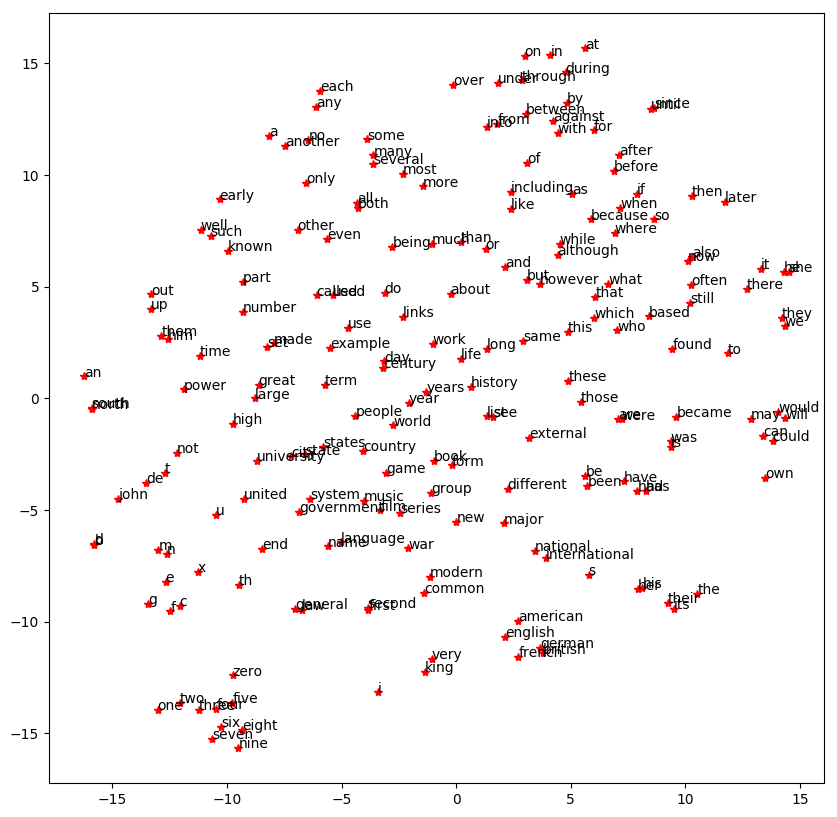 at
on in
15
during
over under through
each
any
by
since
until
between
against
from
into
with for
a
no
some
another
many
after
several
of
before
10
most
only
more
including as
if
then
early
later
all
both
like
when
because so
well
other
where
such
even
much than
known
being
or
while
although
also
now
and
it
he she
but
however
what
part
often
5
out
called used
do
about
that
there
still
up
number
links
which
based
they
this
who
we
them
him
use
work
same
made
set
example
long
found
time
to
day
life
century
an
great
term
these
0
power
large
years
history
south
north
year
those
people
list see
are were
became
may
would
will
high
world
external
can
could
was
is
not
states
country
city state
university
book
form
t
game
be
have
own
de
group
different
been
had has
−5
john
united
system
music
u
government
film
series
new
major
b
m
n
end
name
language
war
national
international
x
modern
s
e
th
common
his
her
the
g
c
f
general
law
second
first
their
its
−10
american
english
very
german
british
french
zero
king
i
two
five
one
three
four
six
eight
−15
seven
nine
−15 −10 −5 0 5 10 15